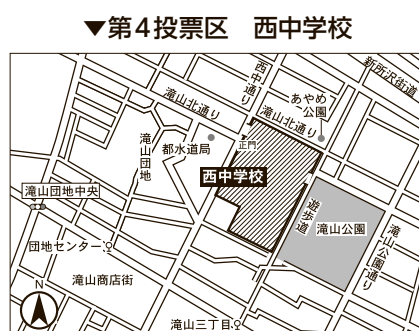 ▼第4投票区　西中学校
西中通り
新所沢街道
あやめ公園
滝山北通り
滝山北通り
正門
都水道局
滝山団地
西中学校
滝山団地中央
遊歩道
滝山公園
滝山公園通り
団地センター
滝山商店街
N
滝山三丁目